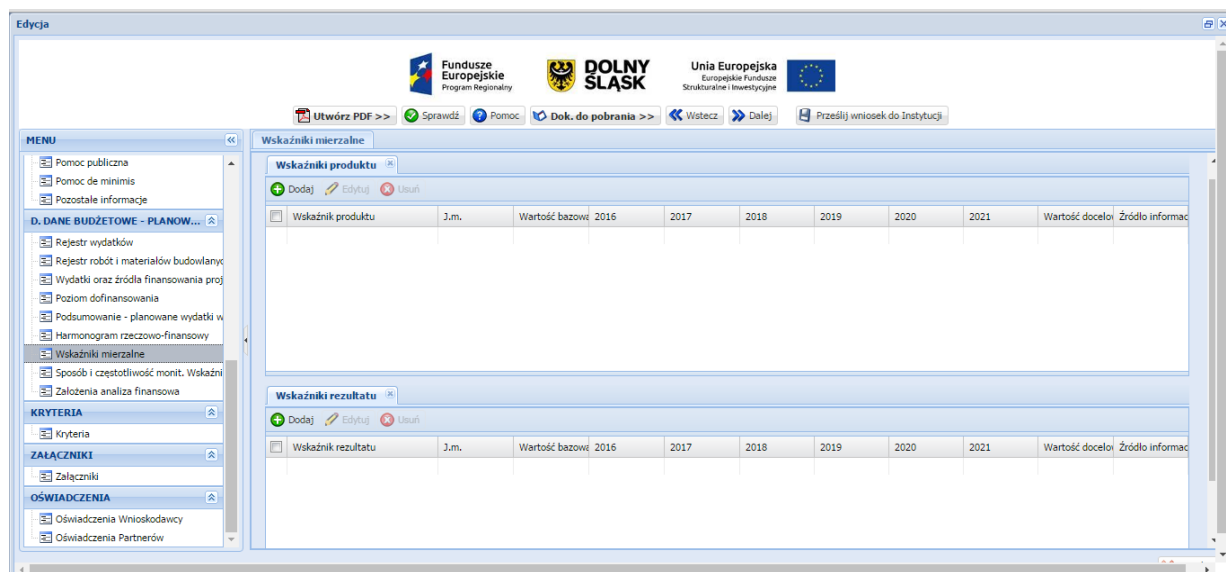 Edycja
Fundusze
Europejskie
Program Regionalny
DOLNY
ŚLĄSK
Unia Europejska
Europejskie Fundusze
Strukturalne i Inwestycyjne
Utwórz PDF >> Sprawdź Pomoc Dok. do pobrania >> Wstecz Dalej Prześlij wniosek do Instytucji
MENU
Pomoc publiczna
Pomoc de minimis
Pozostałe informacje
D. DANE BUDŻETOWE - PLANOW...
Rejestr wydatków
Rejestr robót i materiałów budowlanyc
Wydatki oraz źródła finansowania proj
Poziom dofinansowania
Podsumowanie - planowane wydatki w
Harmonogram rzeczowo-finansowy
Wskaźniki mierzalne
Sposób i częstotliwość monit. Wskaźni
Założenia analiza finansowa
KRYTERIA
Kryteria
ZAŁĄCZNIKI
Załączniki
OŚWIADCZENIA
Oświadczenia Wnioskodawcy
Oświadczenia Partnerów
Wskaźniki mierzalne
Wskaźniki produktu
Dodaj Edytuj Usuń
Wskaźnik produktu J.m. Wartość bazowa 2016 2017 2018 2019 2020 2021 Wartość docelov Źródło informac
Wskaźniki rezultatu
Dodaj Edytuj Usuń
Wskaźnik rezultatu J.m. Wartość bazowa 2016 2017 2018 2019 2020 2021 Wartość docelov Źródło informac